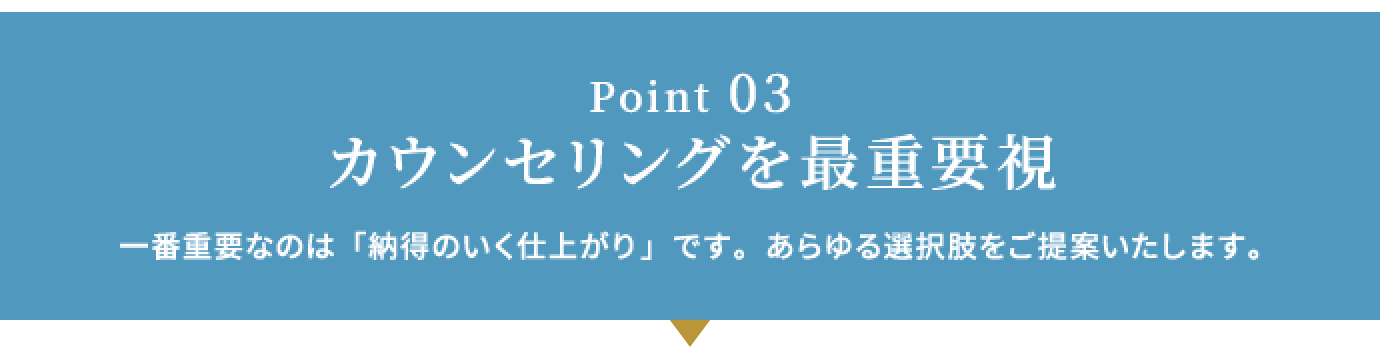 Point 03
カウンセリングを最重要視
一番重要なのは「納得のいく仕上がり」です。あらゆる選択肢をご提案いたします。